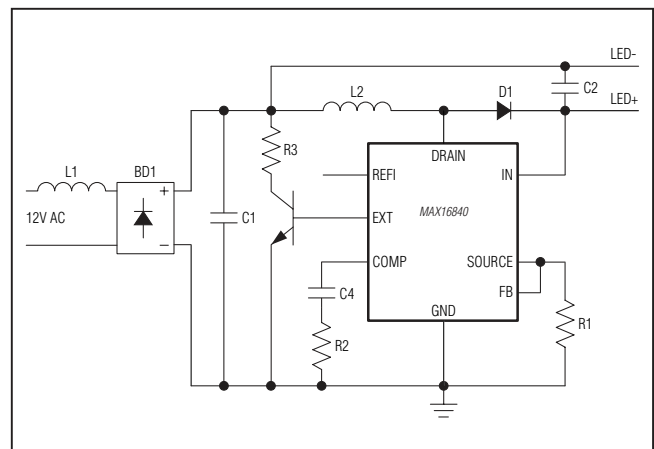 LED-
L2
D1
C2
LED+
R3
DRAIN
L1
BD1
REFI
IN
+
MAX16840
12V AC
C1
EXT
–
COMP
SOURCE
C4
FB
GND
R1
R2